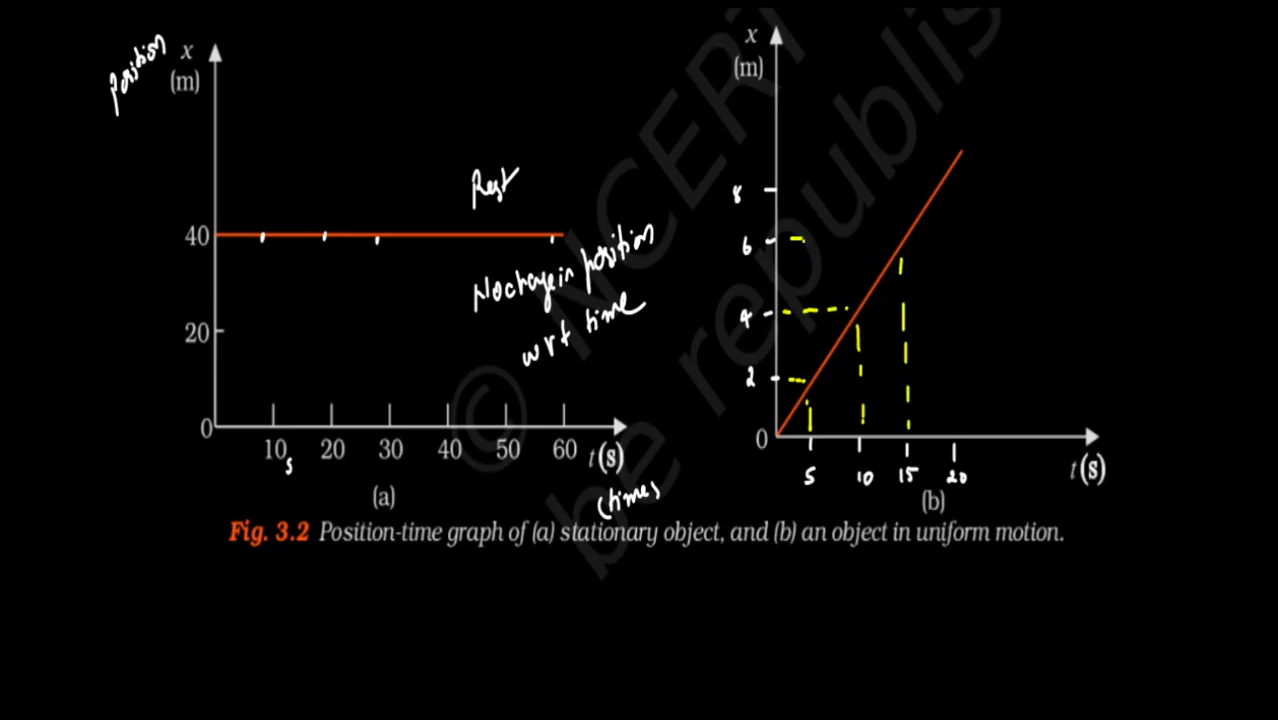 position
x
(m)
Rest
40
No change in position
wrt time
20
0
10 20 30 40 50 60 t(s)
s
(times
(a)
x
(m)
8
6
4
2
0
5 10 15 20
t(s)
(b)
© NCERT
be republis
Fig. 3.2 Position-time graph of (a) stationary object, and (b) an object in uniform motion.